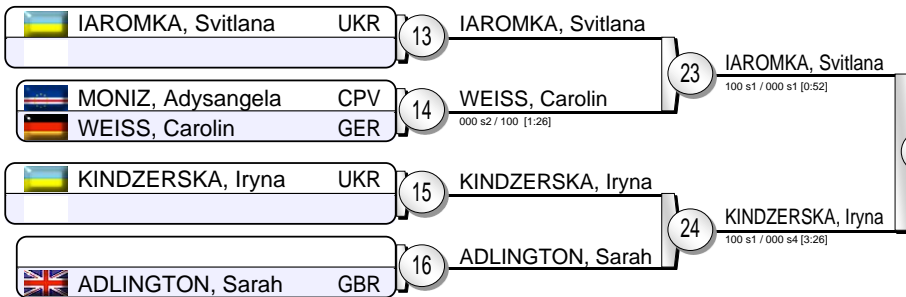 IAROMKA, Svitlana UKR
13
IAROMKA, Svitlana
MONIZ, Adysangela CPV
WEISS, Carolin GER
14
WEISS, Carolin
000 s2 / 100 [1:26]
23
IAROMKA, Svitlana
100 s1 / 000 s1 [0:52]
KINDZERSKA, Iryna UKR
15
KINDZERSKA, Iryna
ADLINGTON, Sarah GBR
16
ADLINGTON, Sarah
24
KINDZERSKA, Iryna
100 s1 / 000 s4 [3:26]